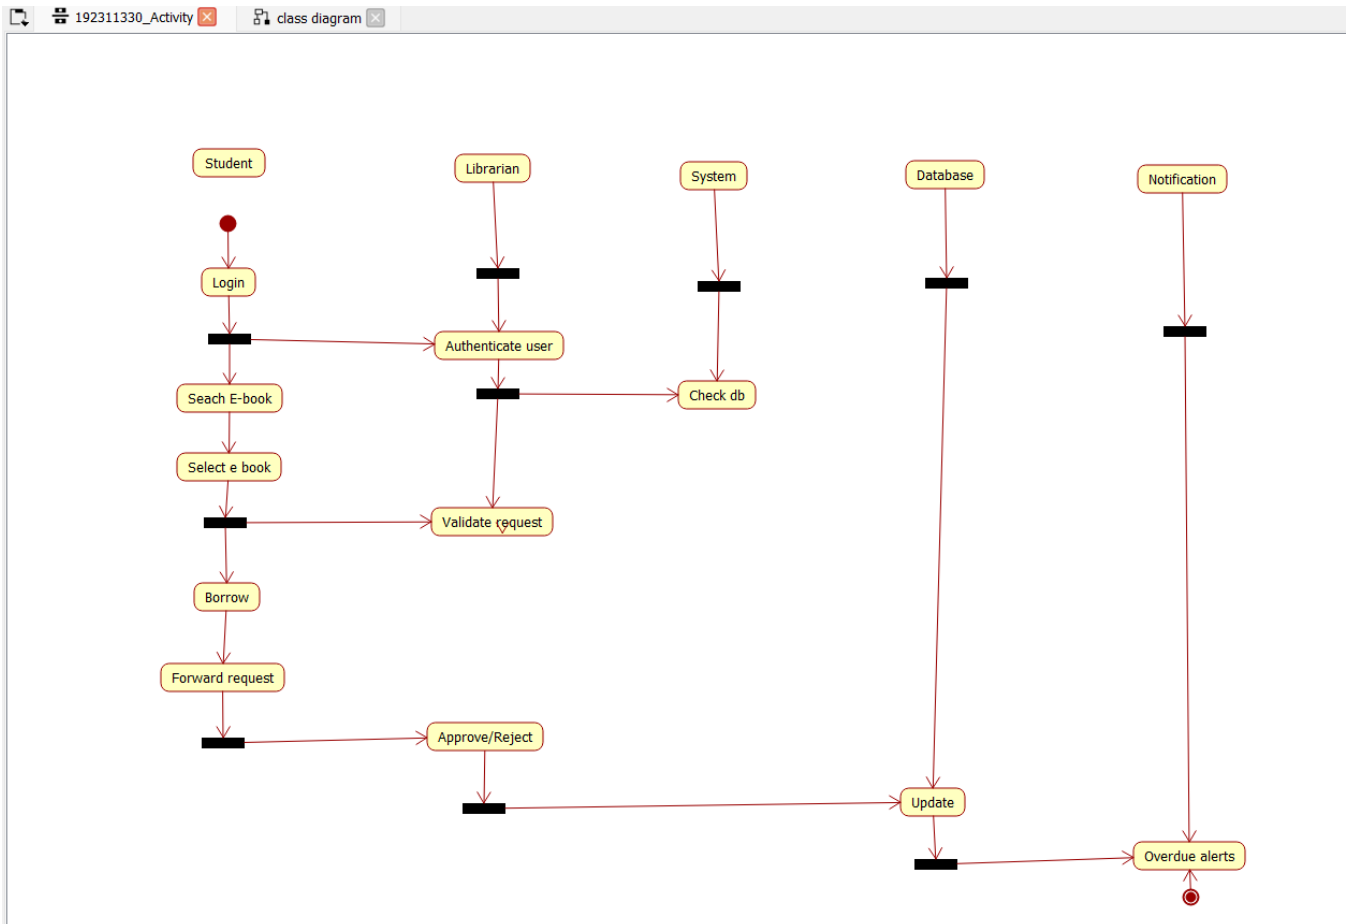 192311330_Activity
class diagram
Student
Librarian
System
Database
Notification
Login
Authenticate user
Seach E-book
Check db
Select e book
Validate request
Borrow
Forward request
Approve/Reject
Update
Overdue alerts